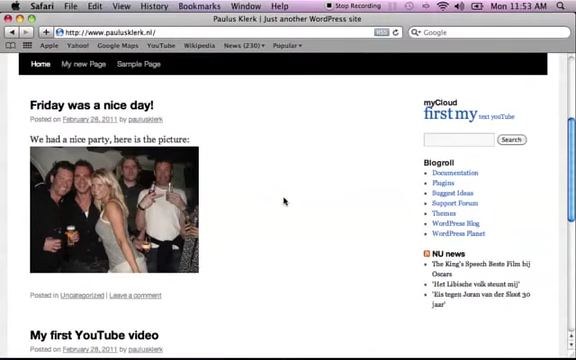 Safari File Edit View History Bookmarks Window Help Stop Recording Mon 11:53 AM
Paulus Klerk | Just another WordPress site
http://www.paulusklerk.nl/ RSS Google
Apple Yahoo! Google Maps YouTube Wikipedia News (230) Popular
Home My new Page Sample Page
Friday was a nice day!
Posted on February 28, 2011 by paulusklerk
We had a nice party, here is the picture:
Posted in Uncategorized | Leave a comment
My first YouTube video
Posted on February 28, 2011 by paulusklerk
myCloud
first my text youTube
Search
Blogroll
Documentation
Plugins
Suggest Ideas
Support Forum
Themes
WordPress Blog
WordPress Planet
NU news
The King's Speech Beste Film bij
Oscars
'Het Libische volk steunt mij'
'Eis tegen Joran van der Sloot 30
jaar'